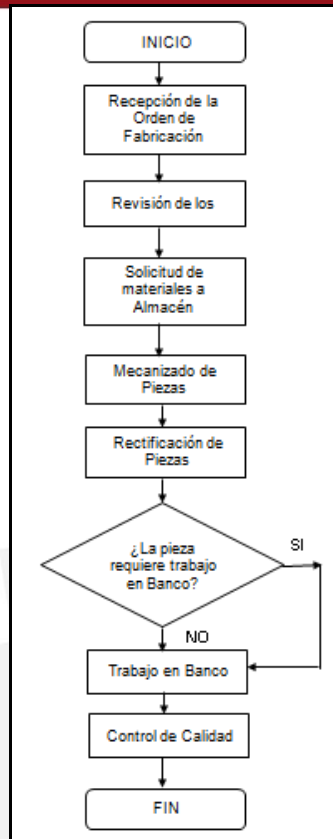 INICIO
Recepción de la
Orden de
Fabricación
Revisión de los
Solicitud de
materiales a
Almacén
Mecanizado de
Piezas
Rectificación de
Piezas
¿La pieza
requiere trabajo
en Banco?
SI
NO
Trabajo en Banco
Control de Calidad
FIN